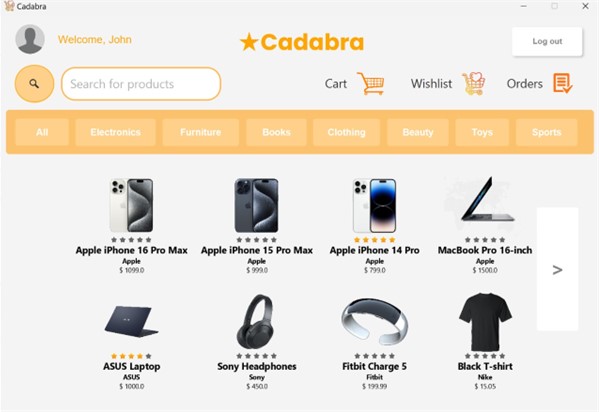 Cadabra
Welcome, John
★Cadabra
Log out
Search for products
Cart
Wishlist
Orders
All
Electronics
Furniture
Books
Clothing
Beauty
Toys
Sports
Apple iPhone 16 Pro Max
Apple
$ 1099.0
Apple iPhone 15 Pro Max
Apple
$ 999.0
Apple iPhone 14 Pro
Apple
$ 799.0
MacBook Pro 16-inch
Apple
$ 1500.0
>
ASUS Laptop
ASUS
$ 1000.0
Sony Headphones
Sony
$ 450.0
Fitbit Charge 5
Fitbit
$ 199.99
Black T-shirt
Nike
$ 15.05